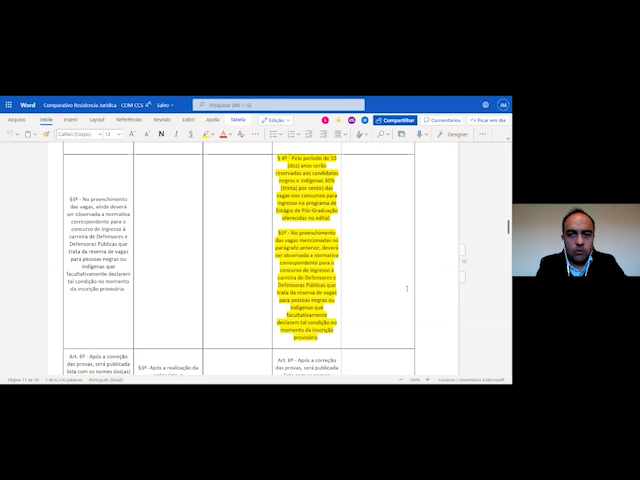 Word Comparativo Residencia Juridica CDM CCS Salvo Pesquisar (Alt + G) JM
Arquivo Início Inserir Layout Referências Revisão Exibir Ajuda Tabela Edição Compartilhar Comentários Ficar em dia
Calibri (Corpo) 12 N I S Designer
§3º - No preenchimento
das vagas, ainda deverá
ser observada a normativa
correspondente para o
concurso de ingresso à
carreira de Defensores e
Defensoras Públicas que
trata da reserva de vaga
para pessoas negras ou
indígenas que
facultativamente declarem
tal condição no momento
da inscrição provisória.
§ 4º - Pelo período de 10
(dez) anos serão
reservadas aos candidatos
negros e indígenas 30%
(trinta) por cento) das
vagas nos concursos para
ingresso no programa de
Estágio de Pós-Graduação
oferecidas no edital.
§5º - No preenchimento
das vagas mencionadas no
parágrafo anterior, deverá
ser observada a normativa
correspondente para o
concurso de ingresso à
carreira de Defensores e
Defensoras Públicas que
trata da reserva de vagas
para pessoas negras ou
indígenas que
facultativamente
declarem tal condição no
momento da inscrição
provisória.
Art. 6º - Após a correção
das provas, será publicada
lista com os nomes dos(as)
§3º -Após a realização da
Art. 6º - Após a correção
das provas, será publicada
lista com os nomes
Português (Brasil)